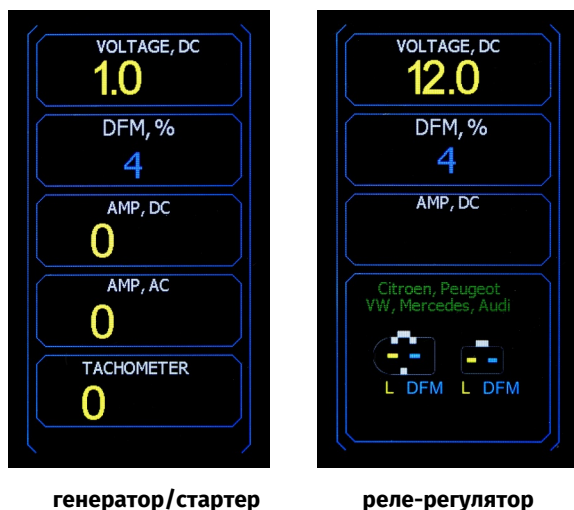 VOLTAGE, DC
1.0
DFM, %
4
AMP, DC
0
AMP, AC
0
TACHOMETER
0
генератор/стартер
VOLTAGE, DC
12.0
DFM, %
4
AMP, DC
Citroen, Peugeot
VW, Mercedes, Audi
L DFM L DFM
реле-регулятор